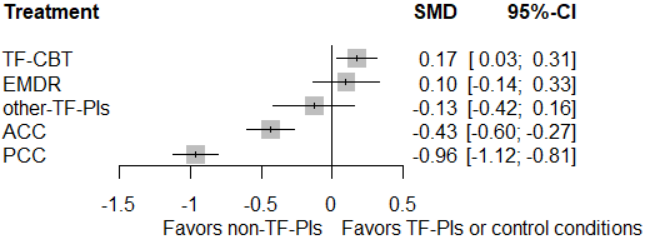 Treatment SMD 95%-CI
TF-CBT 0.17 [ 0.03; 0.31]
EMDR 0.10 [-0.14; 0.33]
other-TF-PIs -0.13 [-0.42; 0.16]
ACC -0.43 [-0.60; -0.27]
PCC -0.96 [-1.12; -0.81]
-1.5 -1 -0.5 0 0.5
Favors non-TF-PIs Favors TF-PIs or control conditions